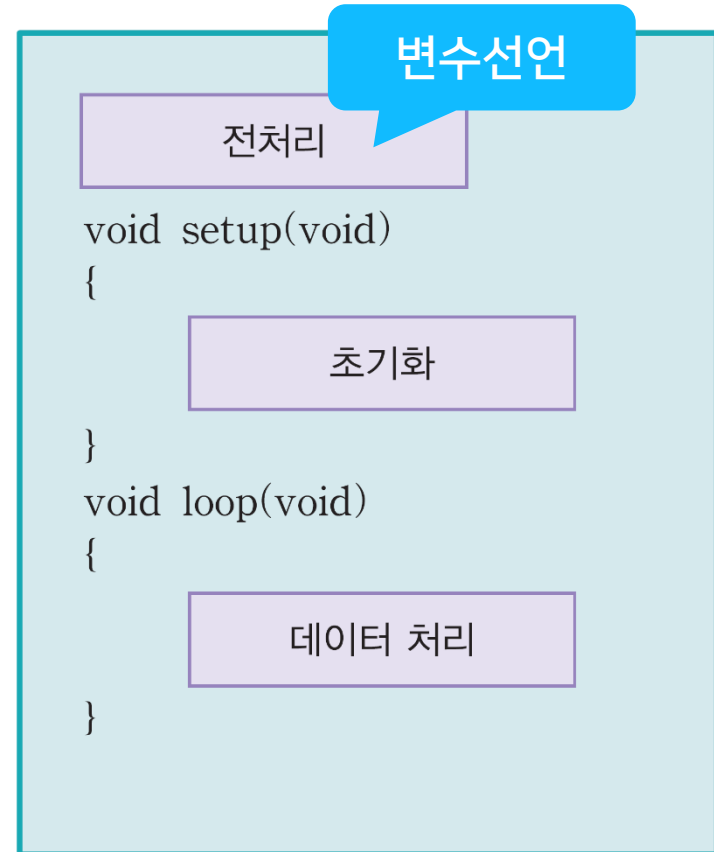 변수선언
전처리
void setup(void)
{
초기화
}
void loop(void)
{
데이터 처리
}